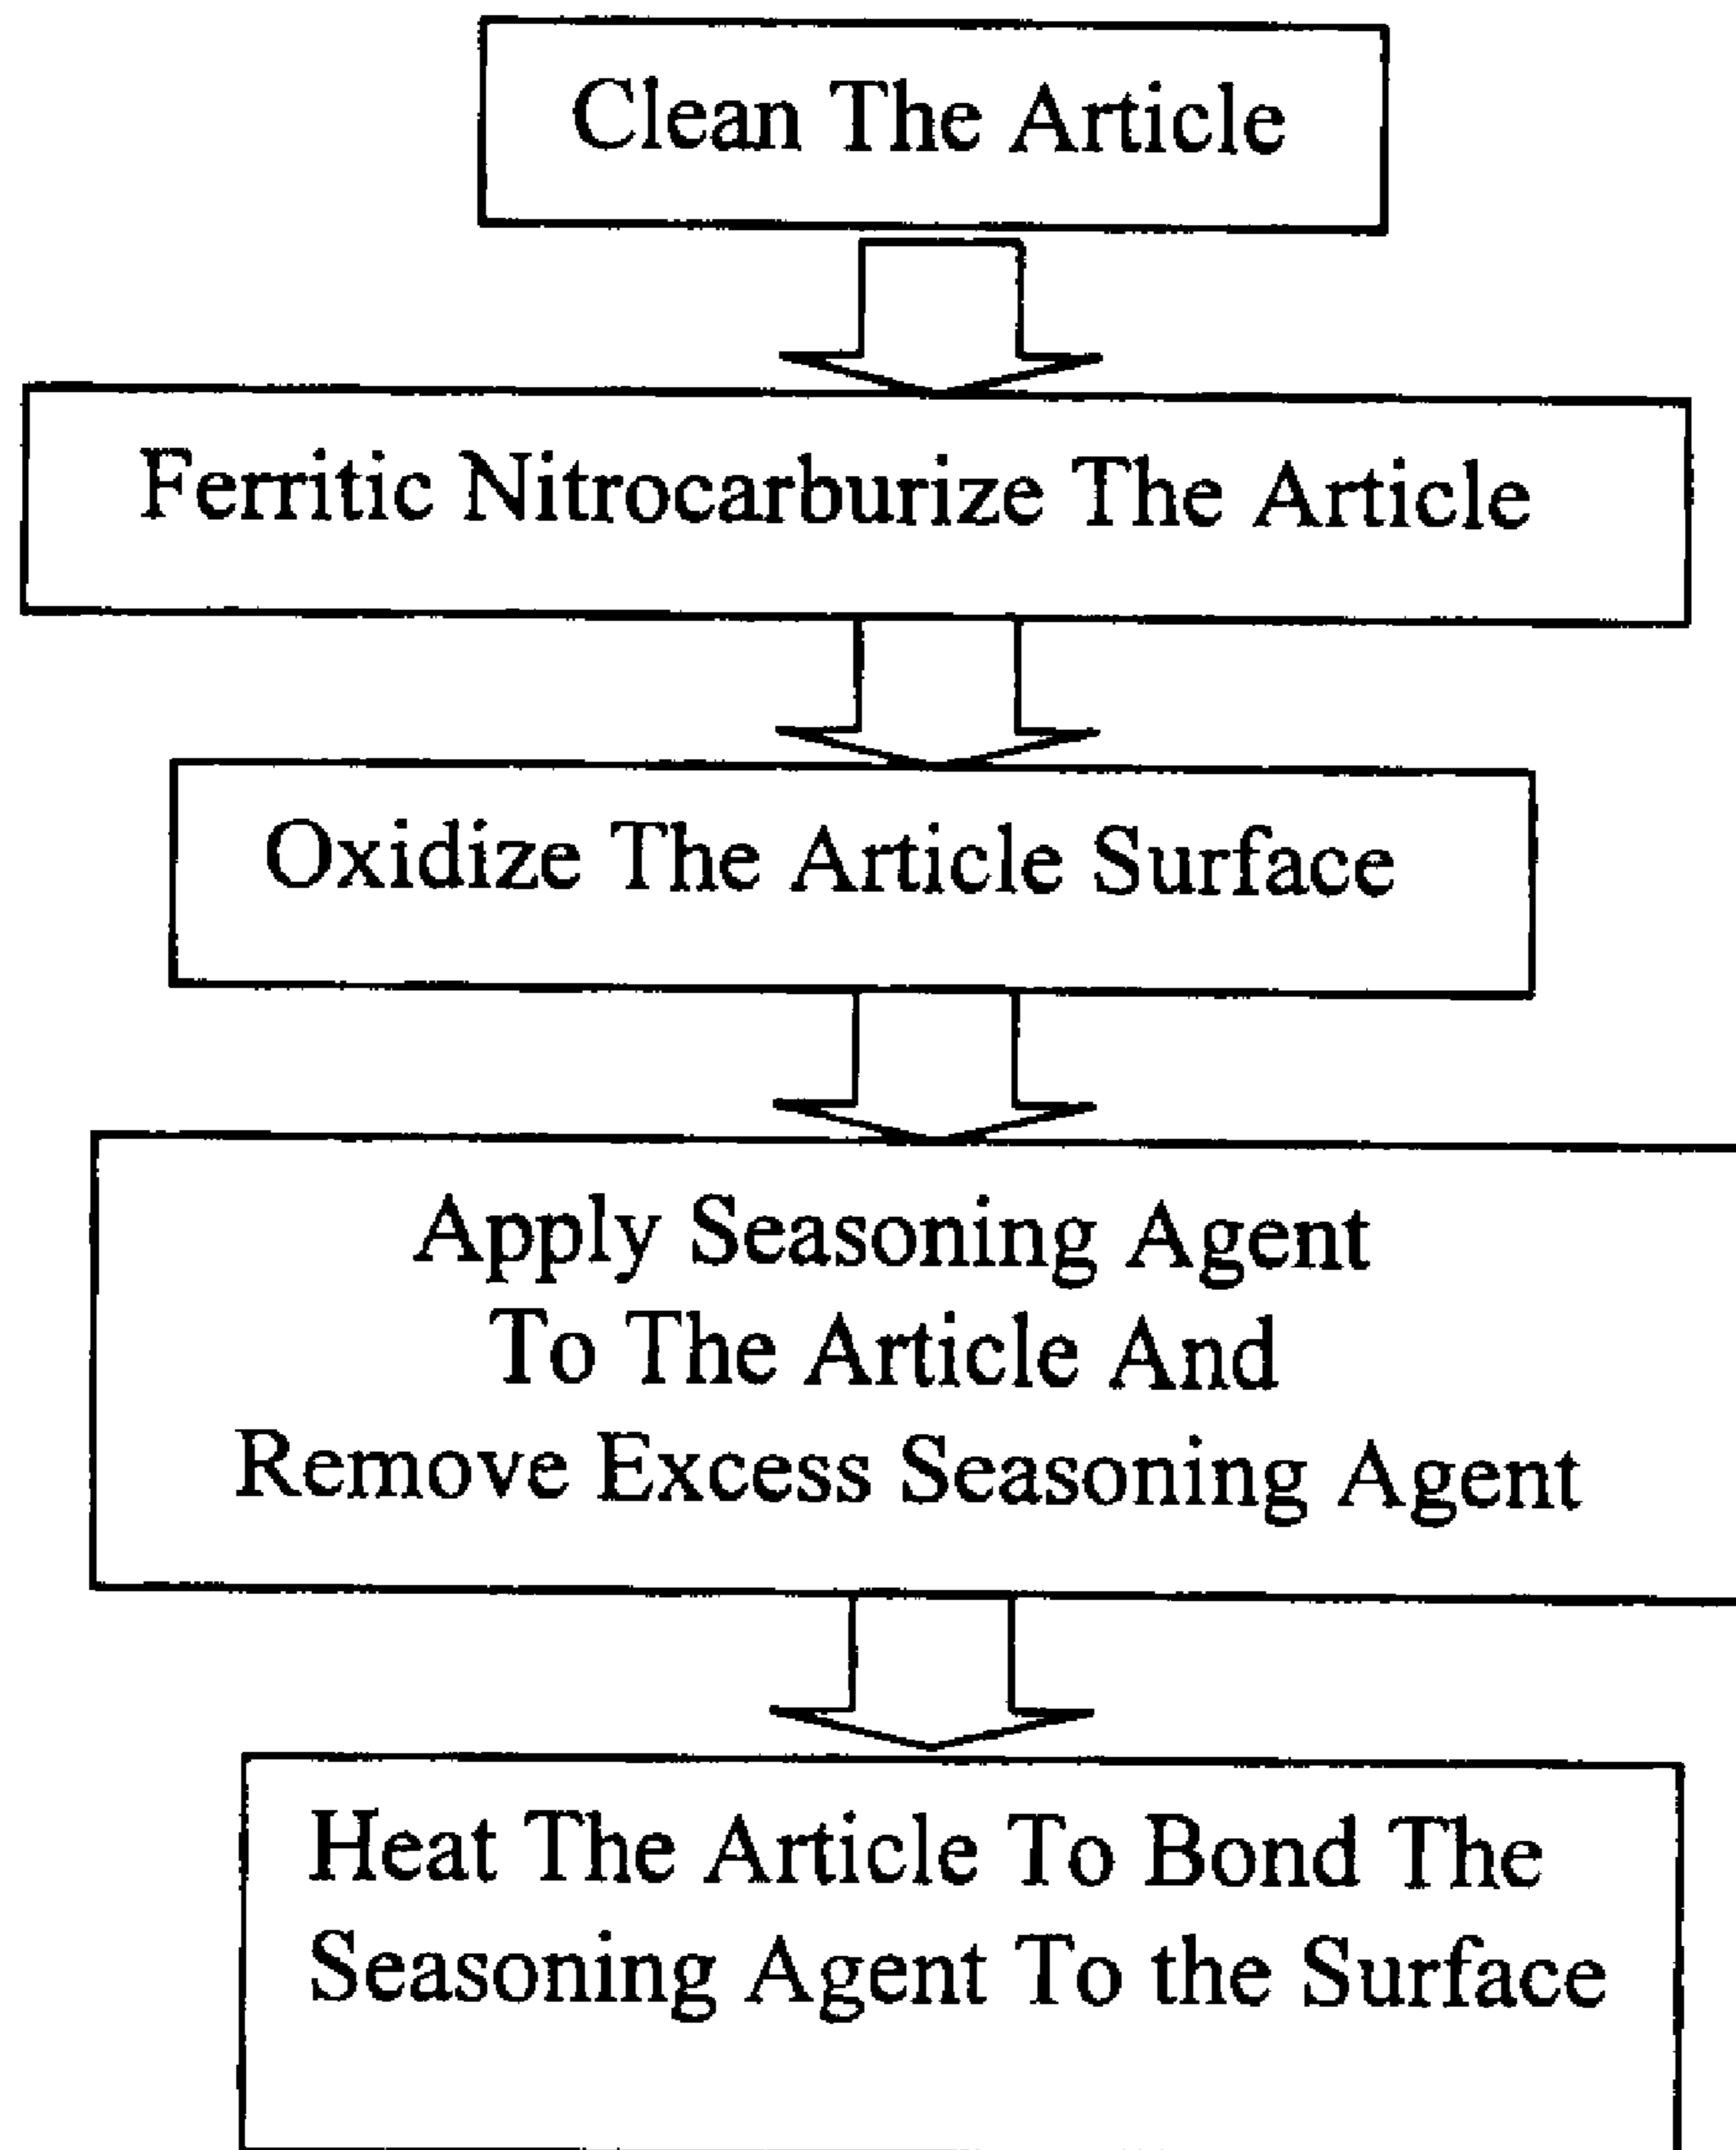 Clean The Article
Ferritic Nitrocarburize The Article
Oxidize The Article Surface
Apply Seasoning Agent
To The Article And
Remove Excess Seasoning Agent
Heat The Article To Bond The
Seasoning Agent To the Surface